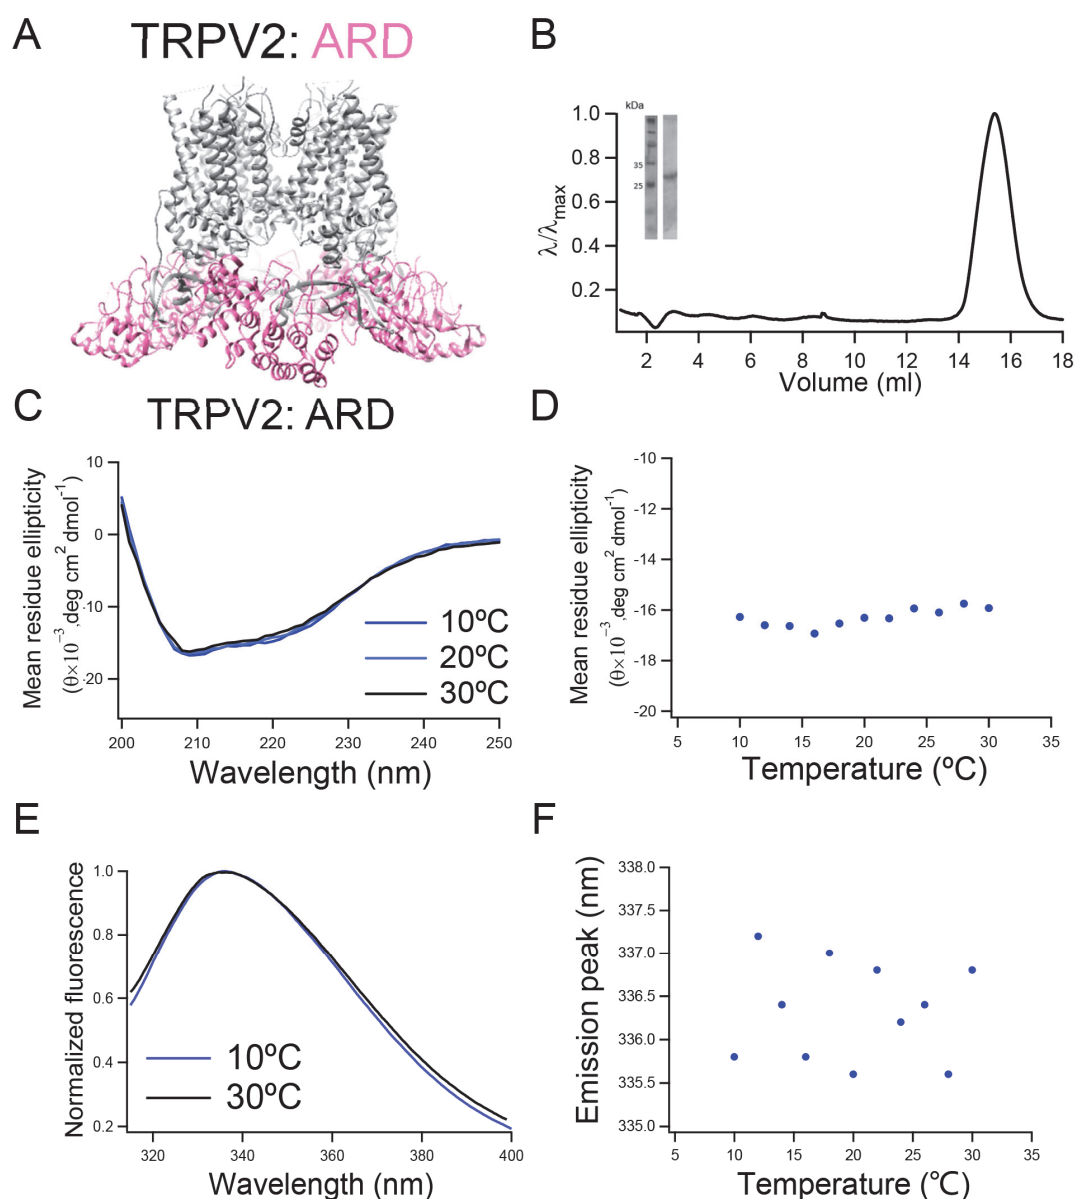 A
TRPV2: ARD
B
kDa
35
25
1.0
0.8
0.6
0.4
0.2
λ/λmax
2 4 6 8 10 12 14 16 18
Volume (ml)
C
TRPV2: ARD
Mean residue ellipticity
(θ×10⁻³ ,deg cm² dmol⁻¹)
10
0
-10
-20
10ºC
20ºC
30ºC
200 210 220 230 240 250
Wavelength (nm)
D
Mean residue ellipticity
(θ×10⁻³ ,deg cm² dmol⁻¹)
-10
-12
-14
-16
-18
-20
5 10 15 20 25 30 35
Temperature (ºC)
E
Normalized fluorescence
1.0
0.8
0.6
0.4
0.2
10ºC
30ºC
320 340 360 380 400
Wavelength (nm)
F
Emission peak (nm)
338.0
337.5
337.0
336.5
336.0
335.5
335.0
5 10 15 20 25 30 35
Temperature (℃)